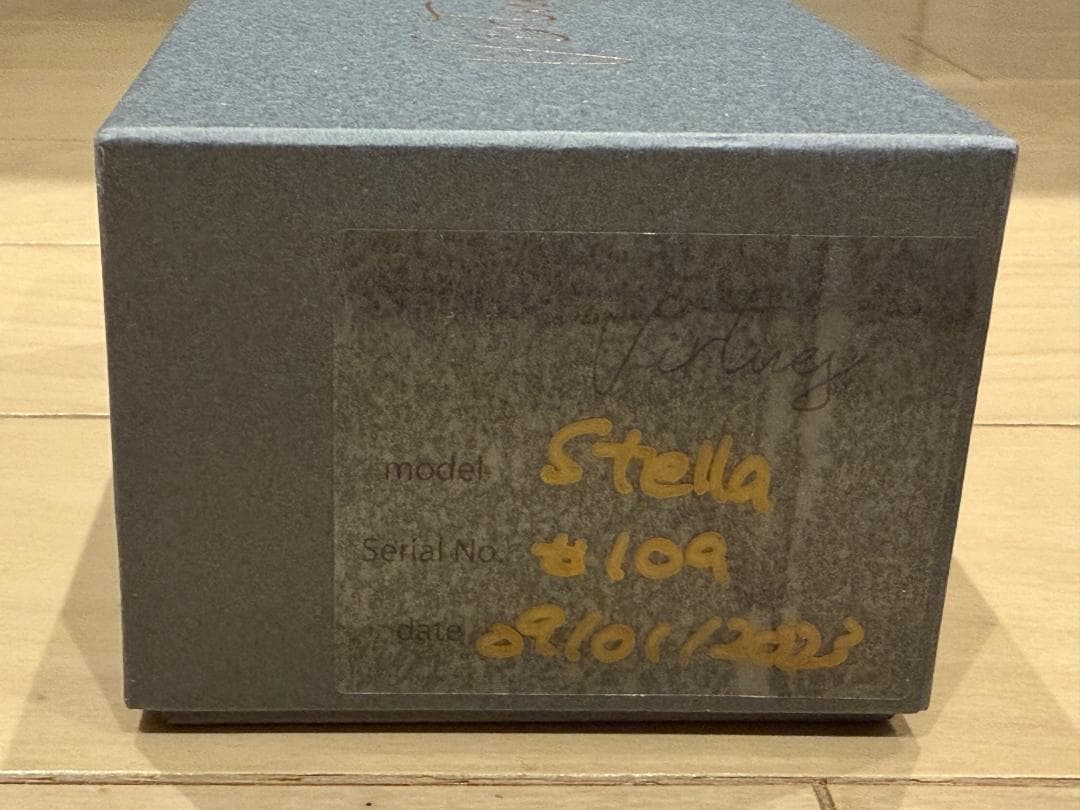 Virtues
model Stella
Serial No. #109
date 09/01/2023